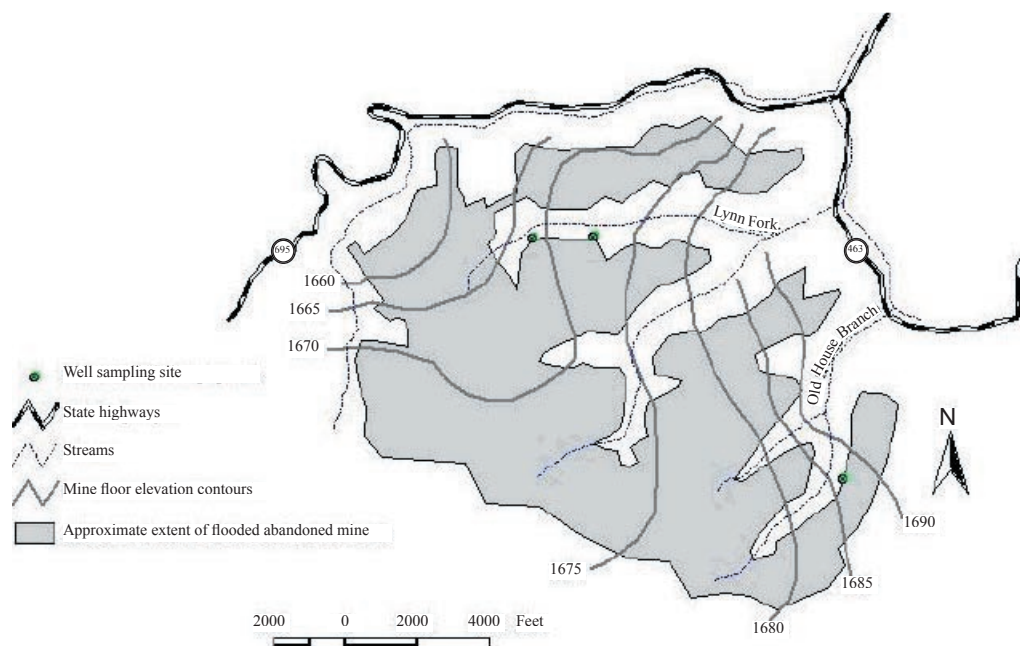 Lynn Fork.
695
463
1660
1665
Old House Branch
1670
Well sampling site
State highways
N
Streams
Mine floor elevation contours
1690
Approximate extent of flooded abandoned mine
1675
1685
2000 0 2000 4000 Feet
1680